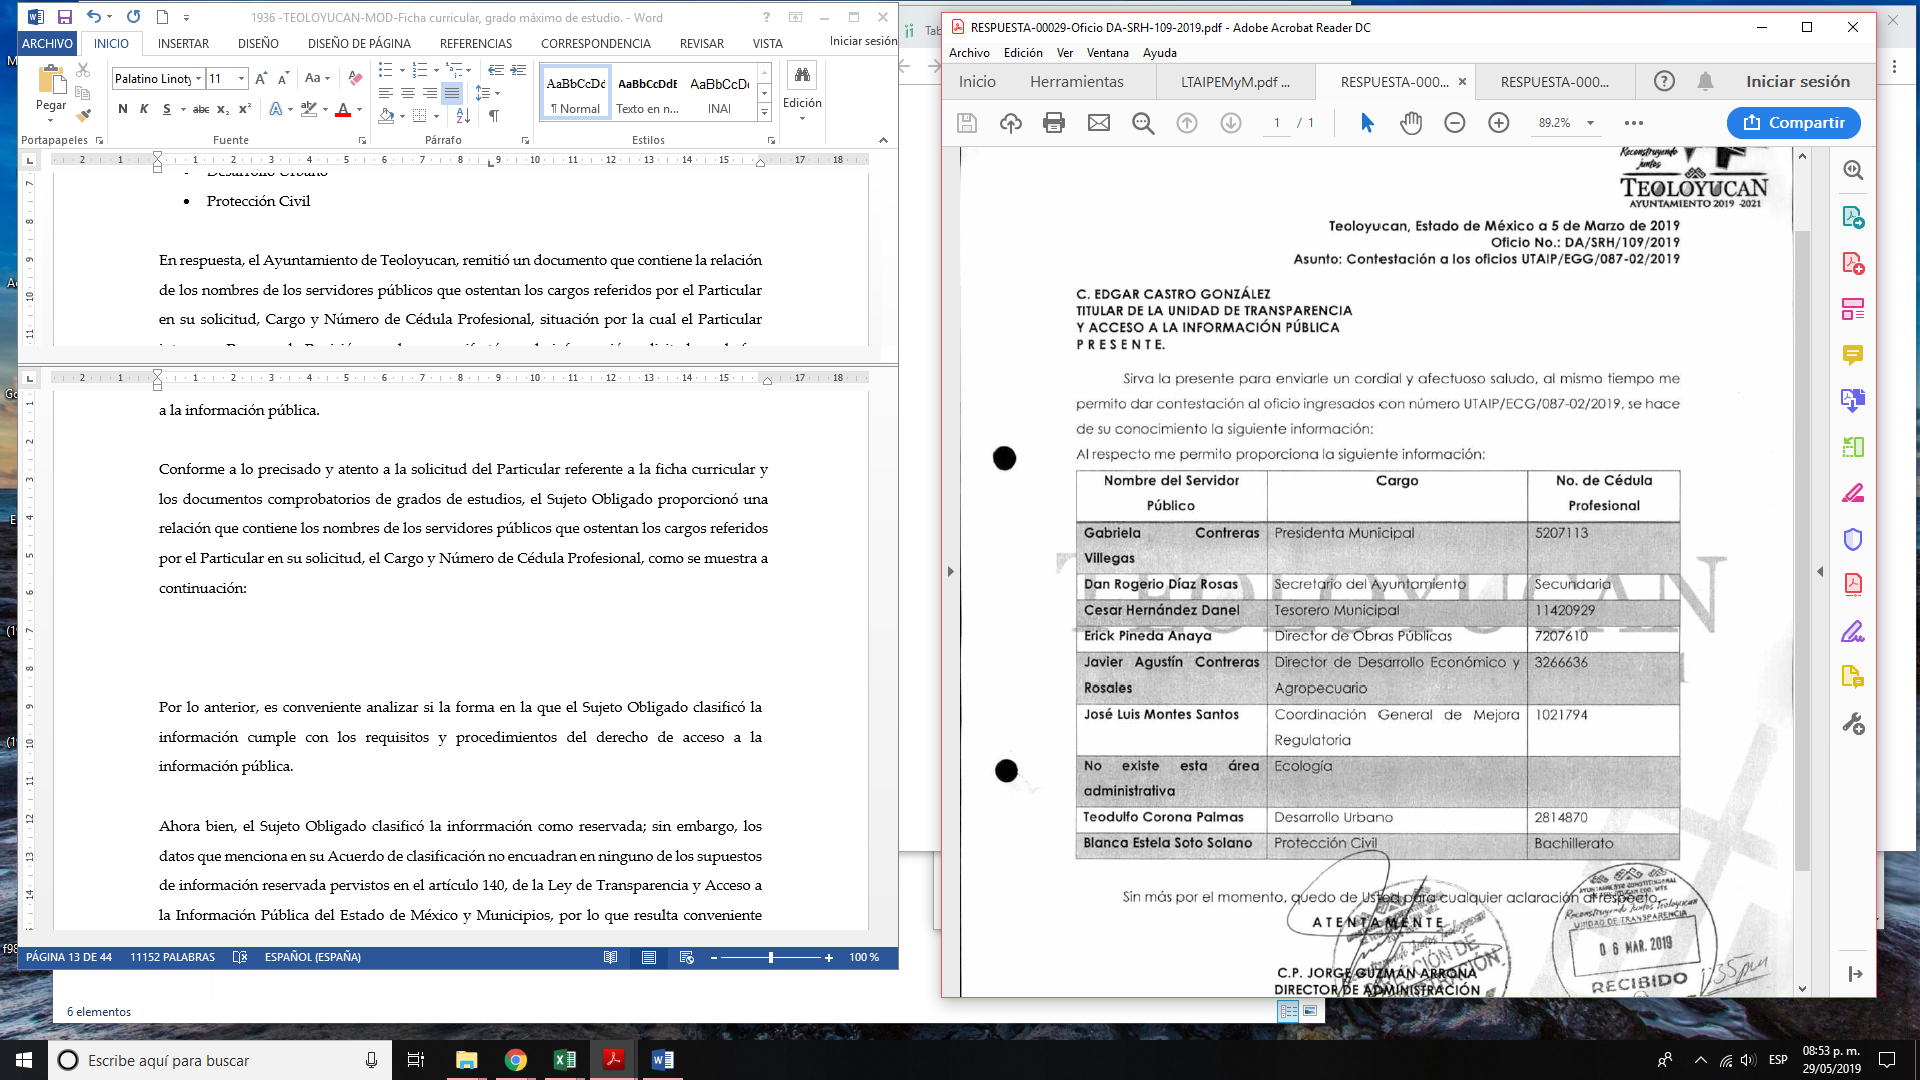 1936 -TEOLOYUCAN-MOD-Ficha curricular, grado máximo de estudio. - Word
ARCHIVO INICIO INSERTAR DISEÑO DISEÑO DE PÁGINA REFERENCIAS CORRESPONDENCIA REVISAR VISTA Iniciar sesión
Palatino Linoty 11
Pegar
N K S abc x₂ x²
AaBbCcDc AaBbCcDdE AaBbCcDc
¶ Normal Texto en n... INAI
Edición
Portapapeles Fuente Párrafo Estilos
Desarrollo Urbano
• Protección Civil
En respuesta, el Ayuntamiento de Teoloyucan, remitió un documento que contiene la relación
de los nombres de los servidores públicos que ostentan los cargos referidos por el Particular
en su solicitud, Cargo y Número de Cédula Profesional, situación por la cual el Particular
a la información pública.
Conforme a lo precisado y atento a la solicitud del Particular referente a la ficha curricular y
los documentos comprobatorios de grados de estudios, el Sujeto Obligado proporcionó una
relación que contiene los nombres de los servidores públicos que ostentan los cargos referidos
por el Particular en su solicitud, el Cargo y Número de Cédula Profesional, como se muestra a
continuación:
Por lo anterior, es conveniente analizar si la forma en la que el Sujeto Obligado clasificó la
información cumple con los requisitos y procedimientos del derecho de acceso a la
información pública.
Ahora bien, el Sujeto Obligado clasificó la inforrmación como reservada; sin embargo, los
datos que menciona en su Acuerdo de clasificación no encuadran en ninguno de los supuestos
de información reservada pervistos en el artículo 140, de la Ley de Transparencia y Acceso a
la Información Pública del Estado de México y Municipios, por lo que resulta conveniente
PÁGINA 13 DE 44 11152 PALABRAS ESPAÑOL (ESPAÑA) 100 %
6 elementos
Tab
RESPUESTA-00029-Oficio DA-SRH-109-2019.pdf - Adobe Acrobat Reader DC
Archivo Edición Ver Ventana Ayuda
Inicio Herramientas LTAIPEMyM.pdf ... RESPUESTA-000... RESPUESTA-000... Iniciar sesión
1 / 1 89.2% Compartir
Reconstruyendo
juntos
TEOLOYUCAN
AYUNTAMIENTO 2019 -2021
Teoloyucan, Estado de México a 5 de Marzo de 2019
Oficio No.: DA/SRH/109/2019
Asunto: Contestación a los oficios UTAIP/EGG/087-02/2019
C. EDGAR CASTRO GONZÁLEZ
TITULAR DE LA UNIDAD DE TRANSPARENCIA
Y ACCESO A LA INFORMACIÓN PÚBLICA
P R E S E N T E.
Sirva la presente para enviarle un cordial y afectuoso saludo, al mismo tiempo me
permito dar contestación al oficio ingresados con número UTAIP/ECG/087-02/2019, se hace
de su conocimiento la siguiente información:
Al respecto me permito proporciona la siguiente información:
Nombre del Servidor Público Cargo No. de Cédula Profesional
Gabriela Contreras Villegas Presidenta Municipal 5207113
Dan Rogerio Díaz Rosas Secretario del Ayuntamiento Secundaria
Cesar Hernández Danel Tesorero Municipal 11420929
Erick Pineda Anaya Director de Obras Públicas 7207610
Javier Agustín Contreras Rosales Director de Desarrollo Económico y Agropecuario 3266636
José Luis Montes Santos Coordinación General de Mejora Regulatoria 1021794
No existe esta área administrativa Ecología
Teodulfo Corona Palmas Desarrollo Urbano 2814870
Blanca Estela Soto Solano Protección Civil Bachillerato
TEOLOYUCAN
Sin más por el momento, quedo de Usted para cualquier aclaración al respecto.
A T E N T A M E N T E
C.P. JORGE GUZMAN ARRONA
DIRECTOR DE ADMINISTRACIÓN
UNIDAD DE TRANSPARENCIA
06 MAR. 2019
RECIBIDO
1:35pm
Escribe aquí para buscar
ESP
08:53 p. m.
29/05/2019